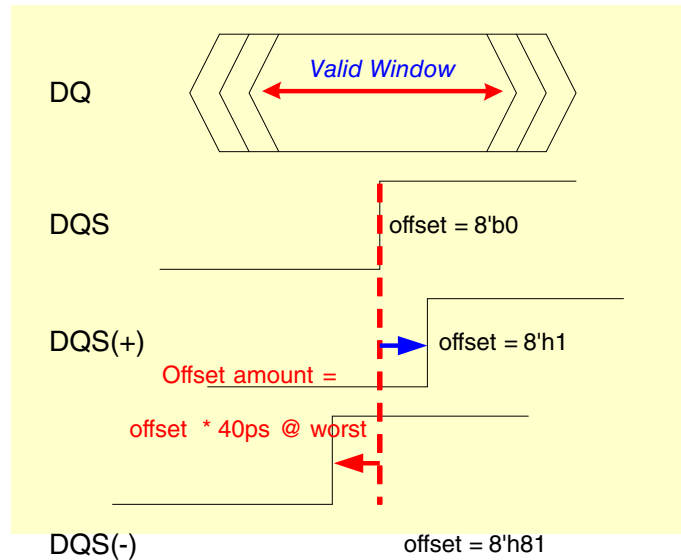 Valid Window
DQ
DQS
offset = 8'b0
DQS(+)
offset = 8'h1
Offset amount =
offset * 40ps @ worst
DQS(-)
offset = 8'h81